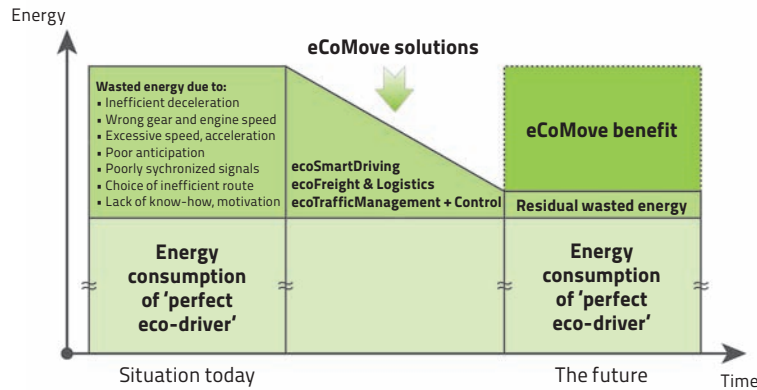 Energy
eCoMove solutions
Wasted energy due to:
• Inefficient deceleration
• Wrong gear and engine speed
• Excessive speed, acceleration
• Poor anticipation
• Poorly sychronized signals
• Choice of inefficient route
• Lack of know-how, motivation
ecoSmartDriving
ecoFreight & Logistics
ecoTrafficManagement + Control
eCoMove benefit
Residual wasted energy
Energy
consumption
of ‘perfect
eco-driver’
Energy
consumption
of ‘perfect
eco-driver’
Situation today
The future
Time